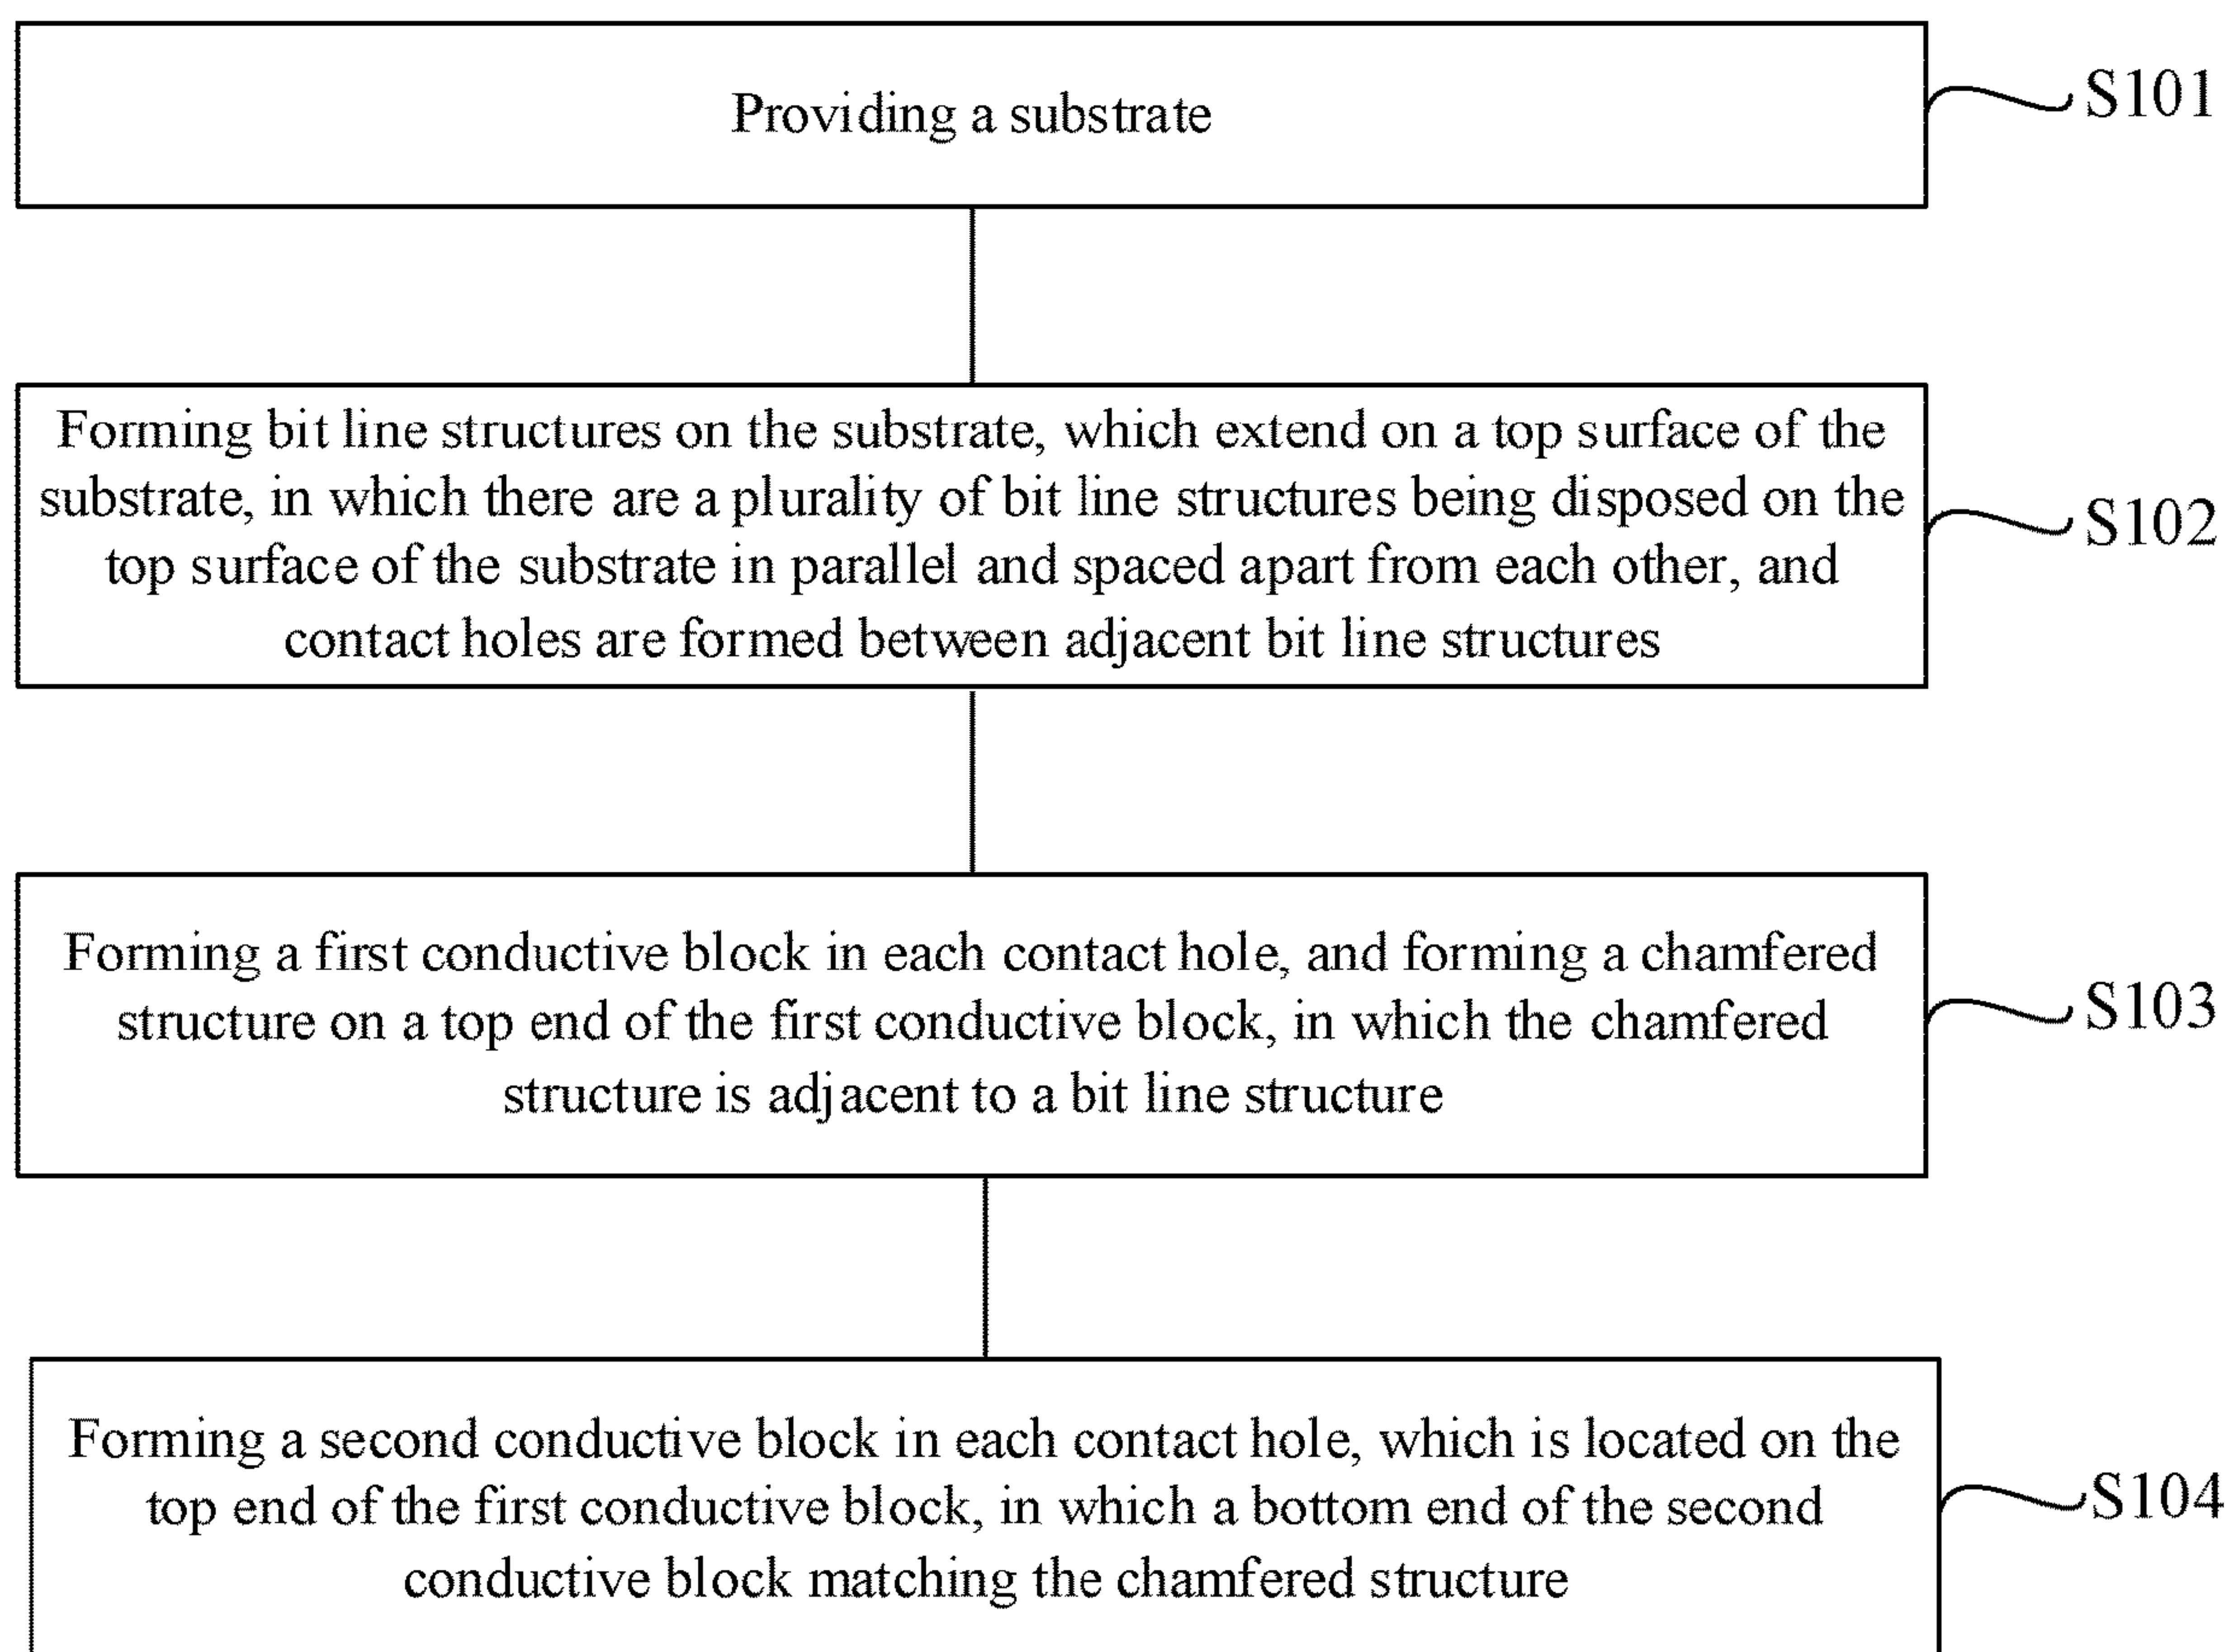 Providing a substrate
S101
Forming bit line structures on the substrate, which extend on a top surface of the
substrate, in which there are a plurality of bit line structures being disposed on the
top surface of the substrate in parallel and spaced apart from each other, and
contact holes are formed between adjacent bit line structures
S102
Forming a first conductive block in each contact hole, and forming a chamfered
structure on a top end of the first conductive block, in which the chamfered
structure is adjacent to a bit line structure
S103
Forming a second conductive block in each contact hole, which is located on the
top end of the first conductive block, in which a bottom end of the second
conductive block matching the chamfered structure
S104